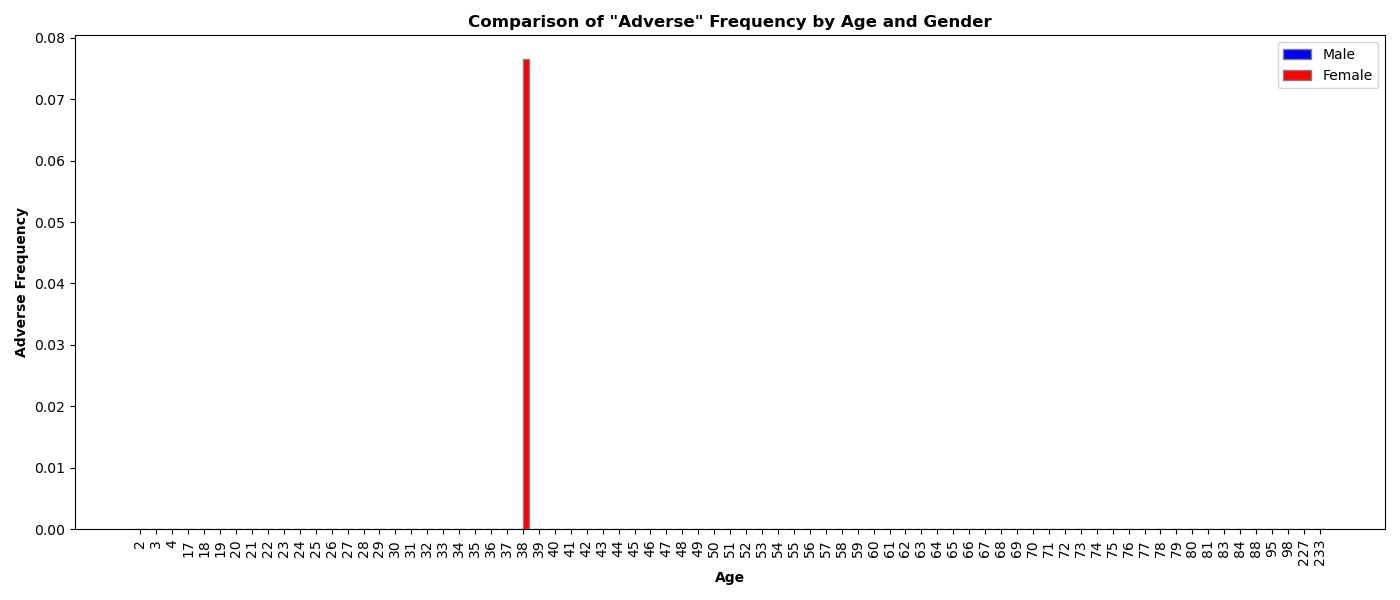 Comparison of "Adverse" Frequency by Age and Gender
0.08
0.07
0.06
0.05
0.04
0.03
0.02
0.01
0.00
Adverse Frequency
Male
Female
2 3 4 17 18 19 20 21 22 23 24 25 26 27 28 29 30 31 32 33 34 35 36 37 38 39 40 41 42 43 44 45 46 47 48 49 50 51 52 53 54 55 56 57 58 59 60 61 62 63 64 65 66 67 68 69 70 71 72 73 74 75 76 77 78 79 80 81 83 84 88 95 98 227 233
Age